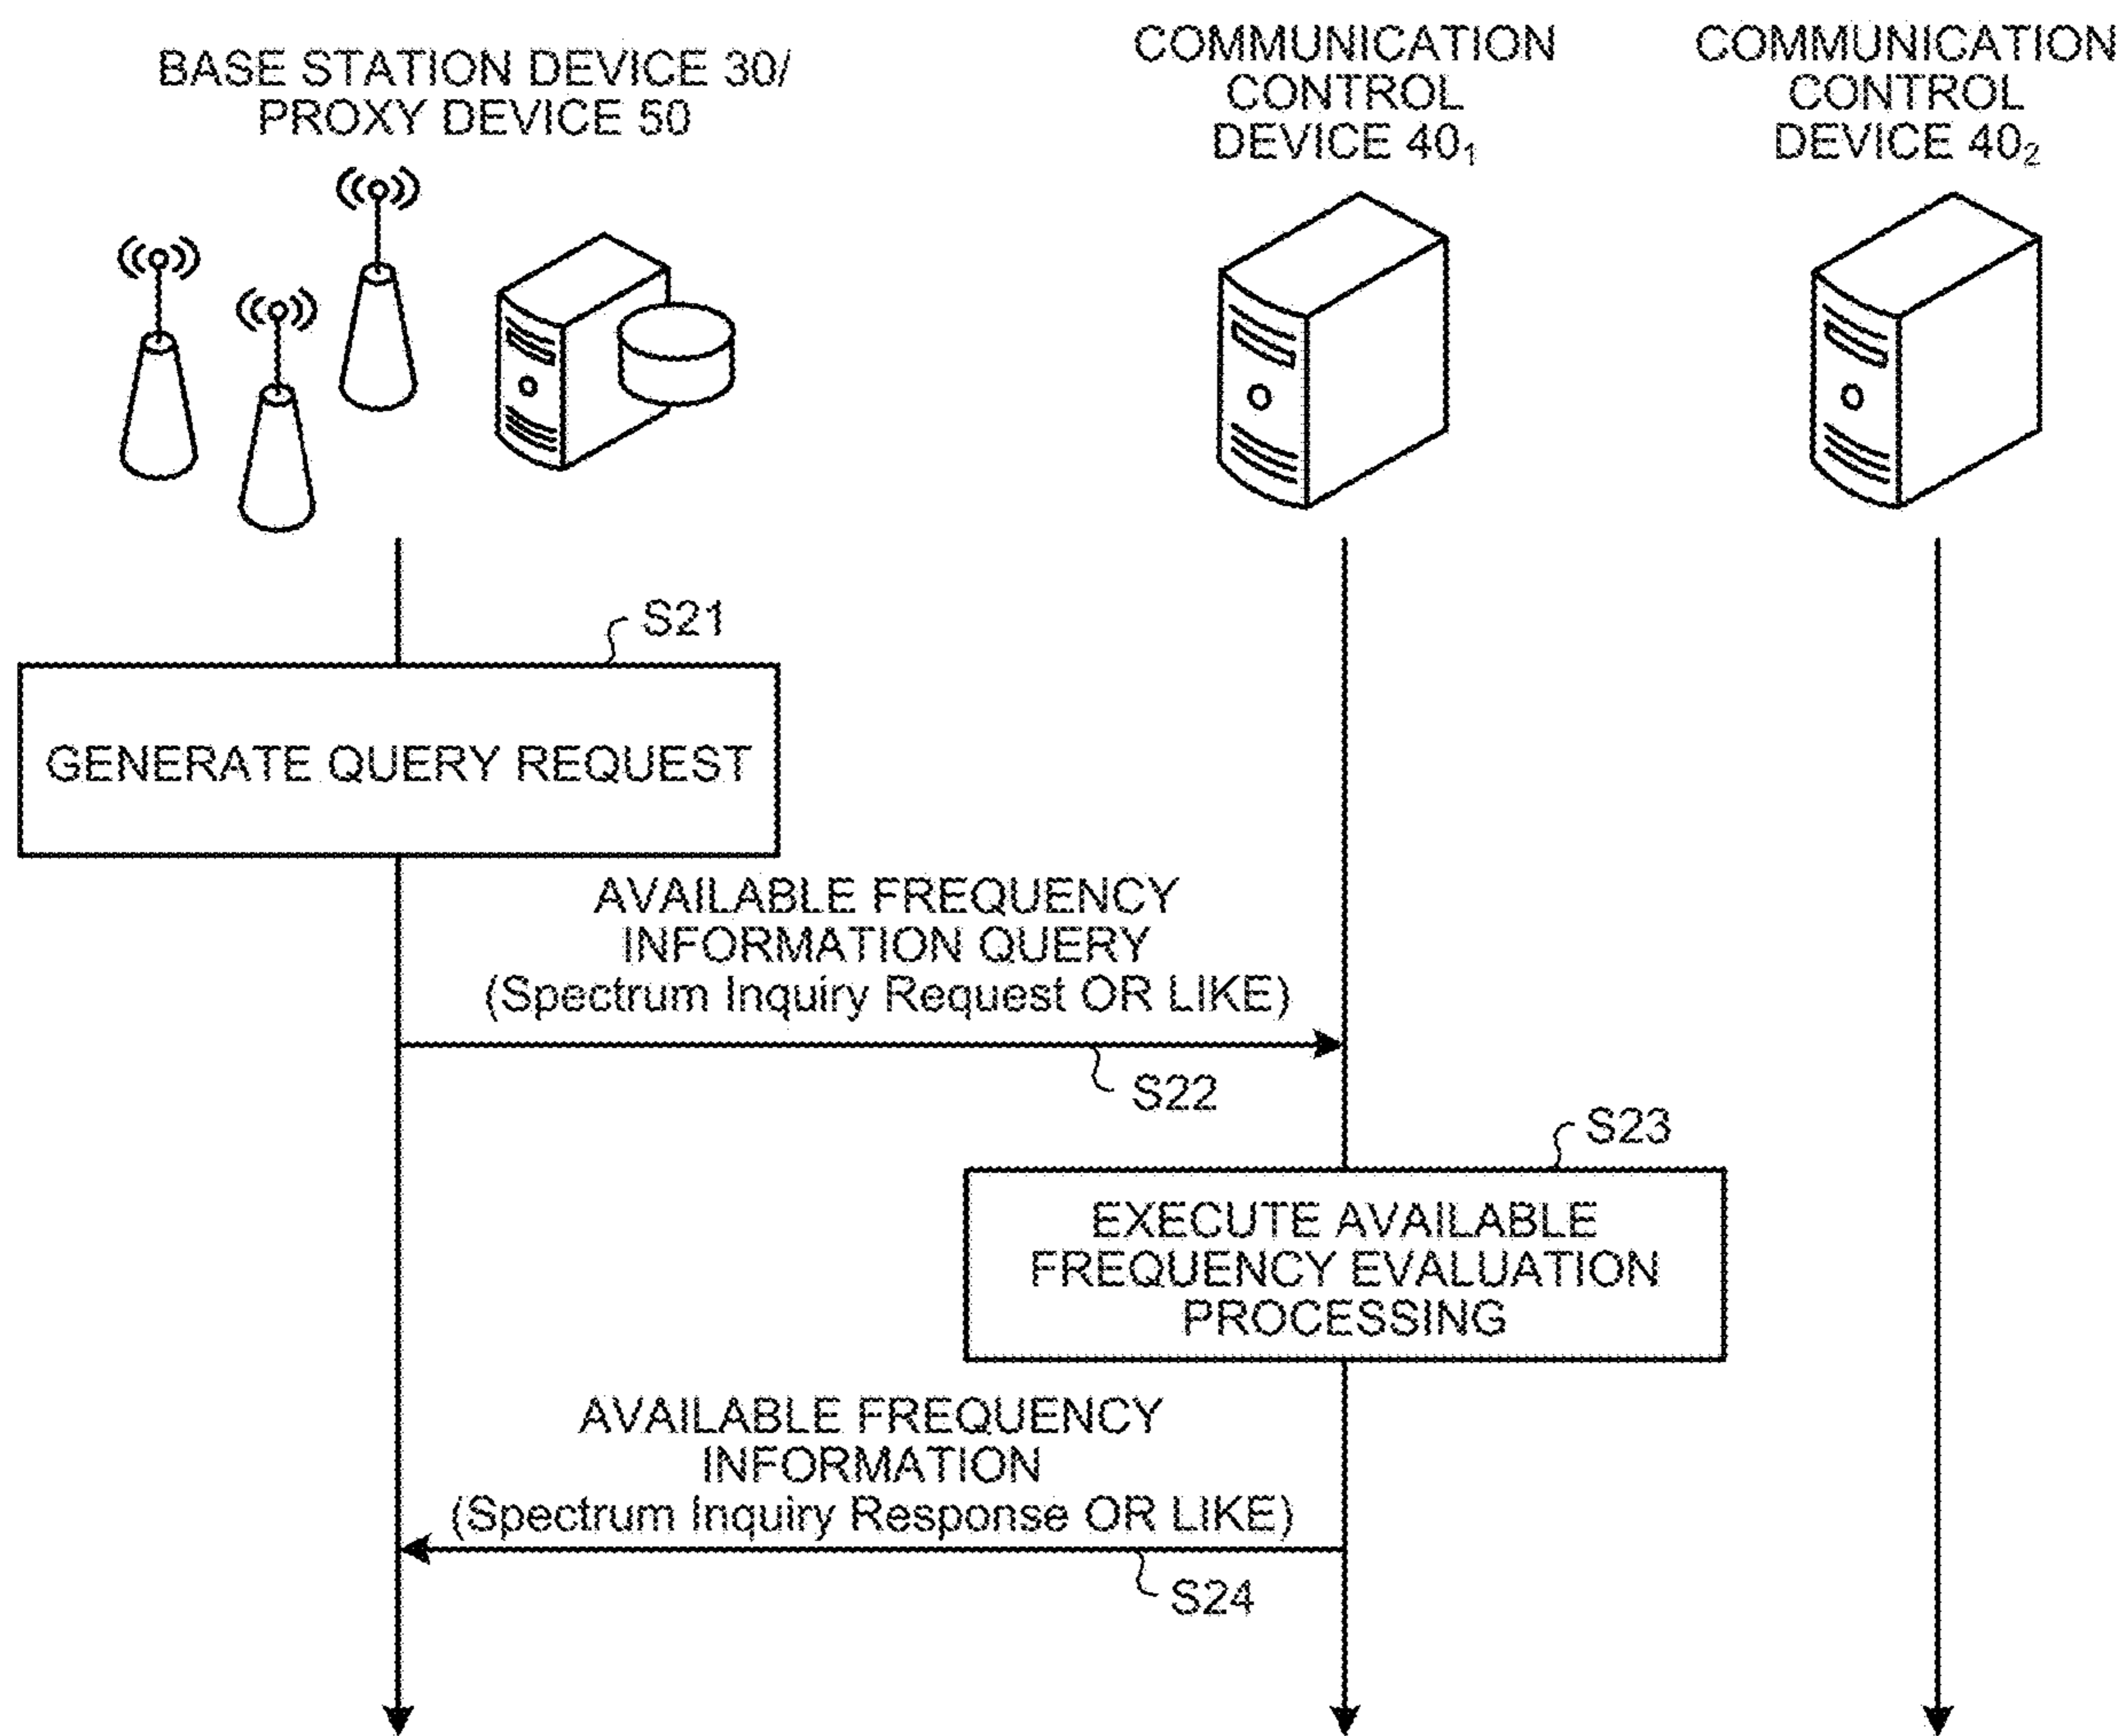 BASE STATION DEVICE 30/
PROXY DEVICE 50
COMMUNICATION
CONTROL
DEVICE 40₁
COMMUNICATION
CONTROL
DEVICE 40₂
S21
GENERATE QUERY REQUEST
AVAILABLE FREQUENCY
INFORMATION QUERY
(Spectrum Inquiry Request OR LIKE)
S22
S23
EXECUTE AVAILABLE
FREQUENCY EVALUATION
PROCESSING
AVAILABLE FREQUENCY
INFORMATION
(Spectrum Inquiry Response OR LIKE)
S24